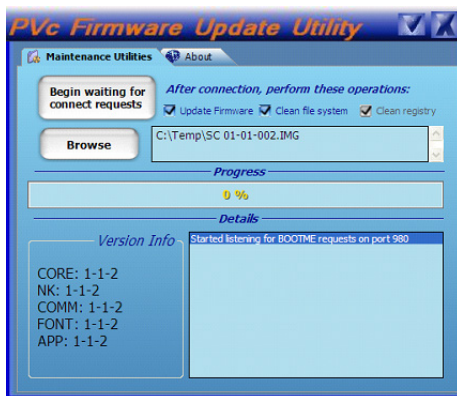 PVc Firmware Update Utility
Maintenance Utilities
About
Begin waiting for
connect requests
After connection, perform these operations:
Update Firmware
Clean file system
Clean registry
Browse
C:\Temp\SC 01-01-002.IMG
Progress
0 %
Details
Version Info
Started listening for BOOTME requests on port 980
CORE: 1-1-2
NK: 1-1-2
COMM: 1-1-2
FONT: 1-1-2
APP: 1-1-2